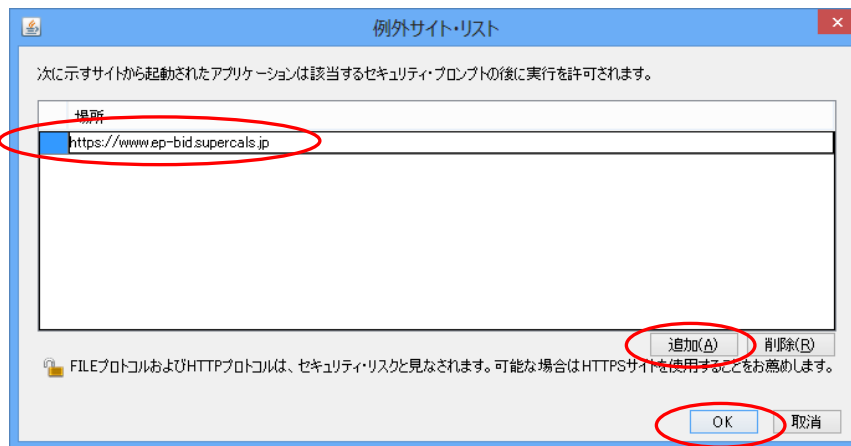 例外サイト・リスト
次に示すサイトから起動されたアプリケーションは該当するセキュリティ・プロンプトの後に実行を許可されます。
場所
https://www.ep-bid.supercals.jp
追加(A) 削除(R)
FILEプロトコルおよびHTTPプロトコルは、セキュリティ・リスクと見なされます。可能な場合はHTTPSサイトを使用することをお薦めします。
OK 取消